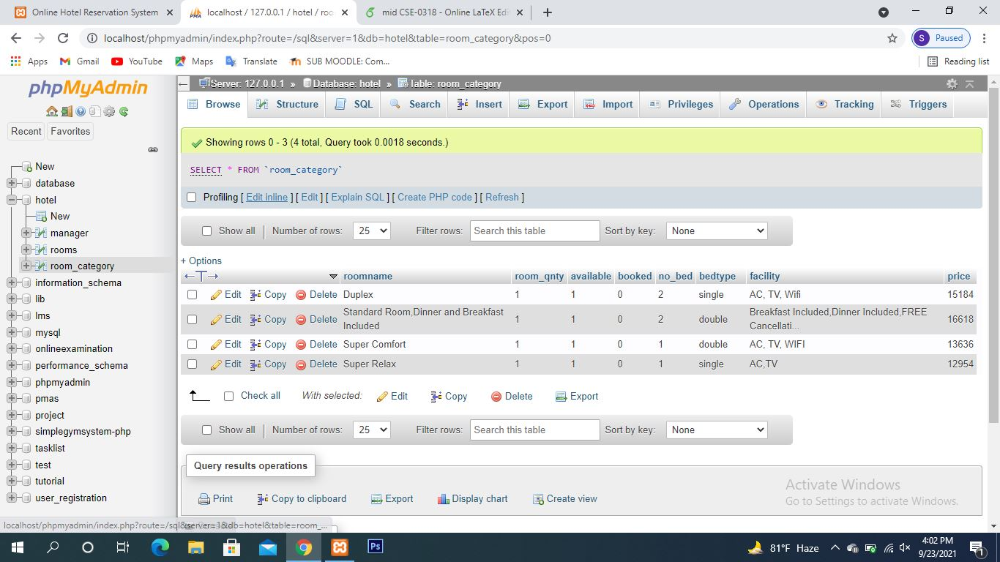 Online Hotel Reservation System
localhost / 127.0.0.1 / hotel / roo
mid CSE-0318 - Online LaTeX Edi
localhost/phpmyadmin/index.php?route=/sql&server=1&db=hotel&table=room_category&pos=0
S Paused
Apps Gmail YouTube Maps Translate SUB MOODLE: Com... Reading list
phpMyAdmin
Recent Favorites
New
database
hotel
New
manager
rooms
room_category
information_schema
lib
lms
mysql
onlineexamination
performance_schema
phpmyadmin
pmas
project
simplegymsystem-php
tasklist
test
tutorial
user_registration
Server: 127.0.0.1 » Database: hotel » Table: room_category
Browse Structure SQL Search Insert Export Import Privileges Operations Tracking Triggers
Showing rows 0 - 3 (4 total, Query took 0.0018 seconds.)
SELECT * FROM `room_category`
Profiling [ Edit inline ] [ Edit ] [ Explain SQL ] [ Create PHP code ] [ Refresh ]
Show all Number of rows: 25 Filter rows: Search this table Sort by key: None
+ Options
roomname room_qnty available booked no_bed bedtype facility price
Edit Copy Delete Duplex 1 1 0 2 single AC, TV, Wifi 15184
Edit Copy Delete Standard Room,Dinner and Breakfast Included 1 1 0 2 double Breakfast Included,Dinner Included,FREE Cancellati... 16618
Edit Copy Delete Super Comfort 1 1 0 1 double AC, TV, WIFI 13636
Edit Copy Delete Super Relax 1 1 0 1 single AC,TV 12954
Check all With selected: Edit Copy Delete Export
Show all Number of rows: 25 Filter rows: Search this table Sort by key: None
Query results operations
Print Copy to clipboard Export Display chart Create view
Activate Windows
Go to Settings to activate Windows.
localhost/phpmyadmin/index.php?route=/sql&server=1&db=hotel&table=room_...
Ps
81°F Haze
4:02 PM
9/23/2021
1